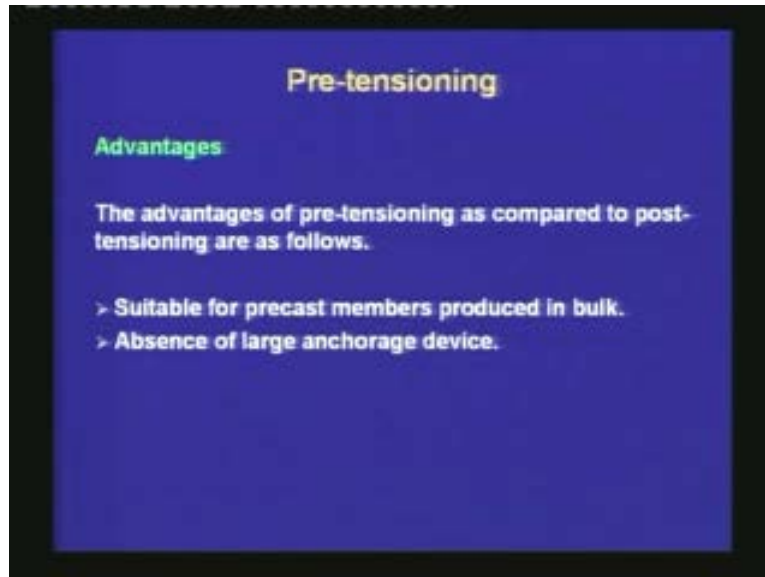 Pre-tensioning
Advantages
The advantages of pre-tensioning as compared to post-
tensioning are as follows.
➢ Suitable for precast members produced in bulk.
➢ Absence of large anchorage device.